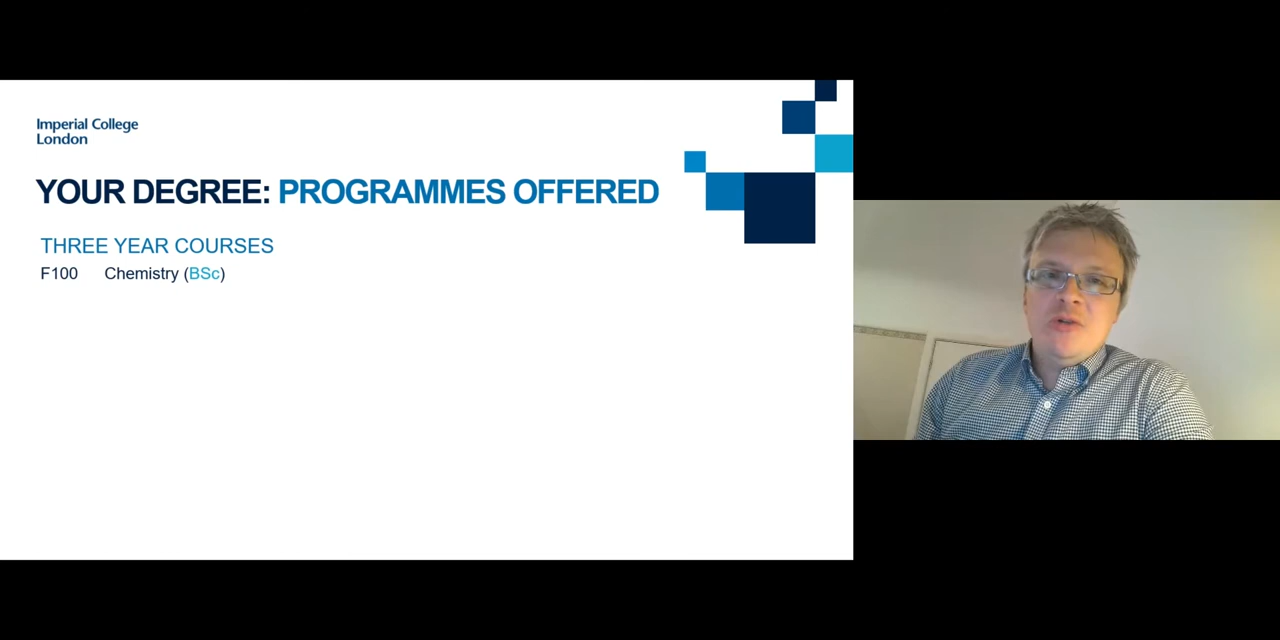 Imperial College
London
YOUR DEGREE: PROGRAMMES OFFERED
THREE YEAR COURSES
F100 Chemistry (BSc)